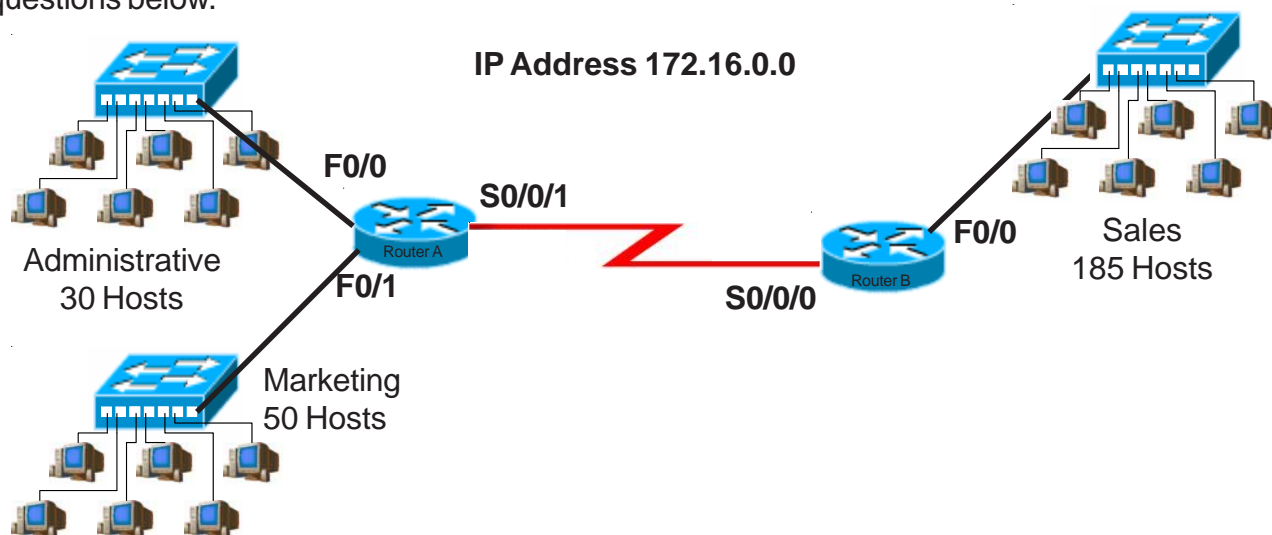 questions below.
IP Address 172.16.0.0
F0/0
S0/0/1
Router A
F0/1
Administrative
30 Hosts
Marketing
50 Hosts
S0/0/0
Router B
F0/0
Sales
185 Hosts